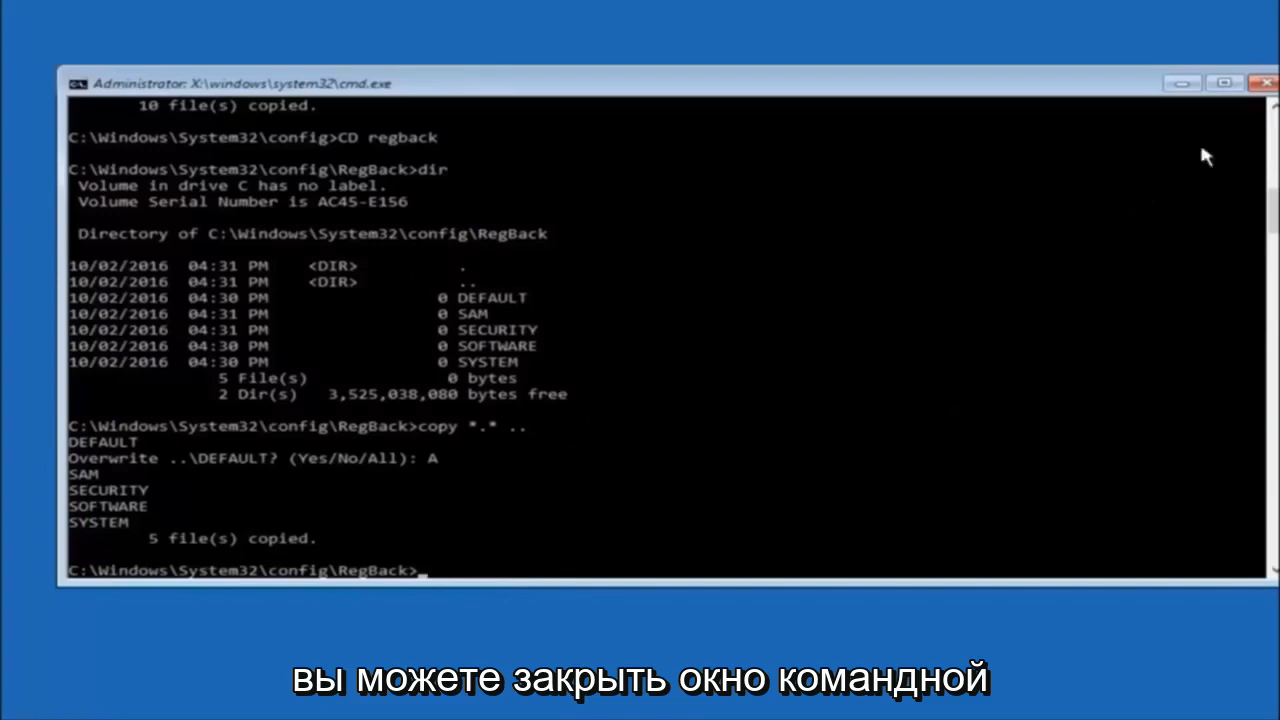 Administrator: X:\windows\system32\cmd.exe
10 file(s) copied.
C:\Windows\System32\config>CD regback
C:\Windows\System32\config\RegBack>dir
Volume in drive C has no label.
Volume Serial Number is AC45-E156
Directory of C:\Windows\System32\config\RegBack
10/02/2016 04:31 PM <DIR> .
10/02/2016 04:31 PM <DIR> ..
10/02/2016 04:30 PM 0 DEFAULT
10/02/2016 04:31 PM 0 SAM
10/02/2016 04:31 PM 0 SECURITY
10/02/2016 04:30 PM 0 SOFTWARE
10/02/2016 04:30 PM 0 SYSTEM
5 File(s) 0 bytes
2 Dir(s) 3,525,038,080 bytes free
C:\Windows\System32\config\RegBack>copy *.* ..
DEFAULT
Overwrite ..\DEFAULT? (Yes/No/All): A
SAM
SECURITY
SOFTWARE
SYSTEM
5 file(s) copied.
C:\Windows\System32\config\RegBack>_
вы можете закрыть окно командной